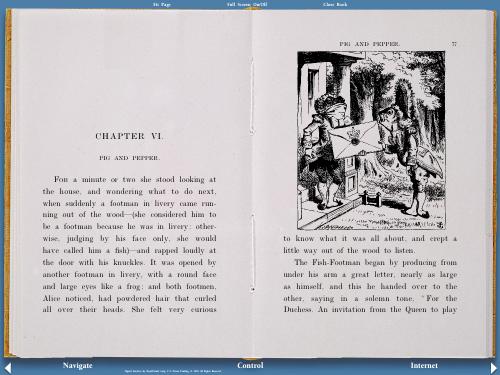 Fit Page
Full Screen On/Off
Close Book
CHAPTER VI.
PIG AND PEPPER.
For a minute or two she stood looking at
the house, and wondering what to do next,
when suddenly a footman in livery came run-
ning out of the wood—(she considered him to
be a footman because he was in livery: other-
wise, judging by his face only, she would
have called him a fish)—and rapped loudly at
the door with his knuckles. It was opened by
another footman in livery, with a round face
and large eyes like a frog; and both footmen,
Alice noticed, had powdered hair that curled
all over their heads. She felt very curious
PIG AND PEPPER. 77
to know what it was all about, and crept a
little way out of the wood to listen.
The Fish-Footman began by producing from
under his arm a great letter, nearly as large
as himself, and this he handed over to the
other, saying in a solemn tone, "For the
Duchess. An invitation from the Queen to play
Navigate
Control
Internet